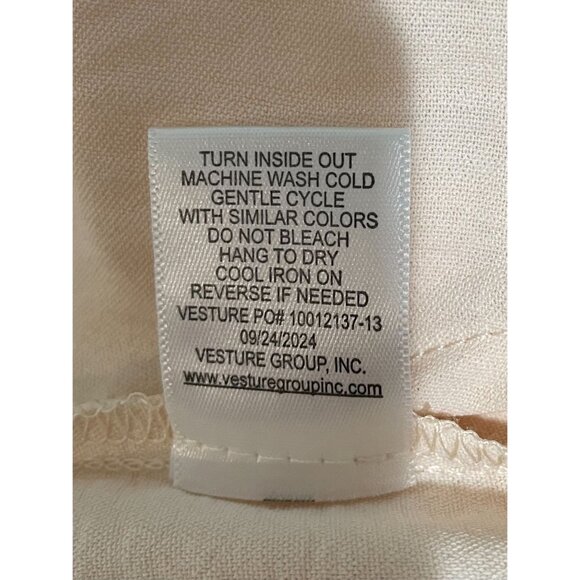 TURN INSIDE OUT
MACHINE WASH COLD
GENTLE CYCLE
WITH SIMILAR COLORS
DO NOT BLEACH
HANG TO DRY
COOL IRON ON
REVERSE IF NEEDED
VESTURE PO# 10012137-13
09/24/2024
VESTURE GROUP, INC.
www.vesturegroupinc.com